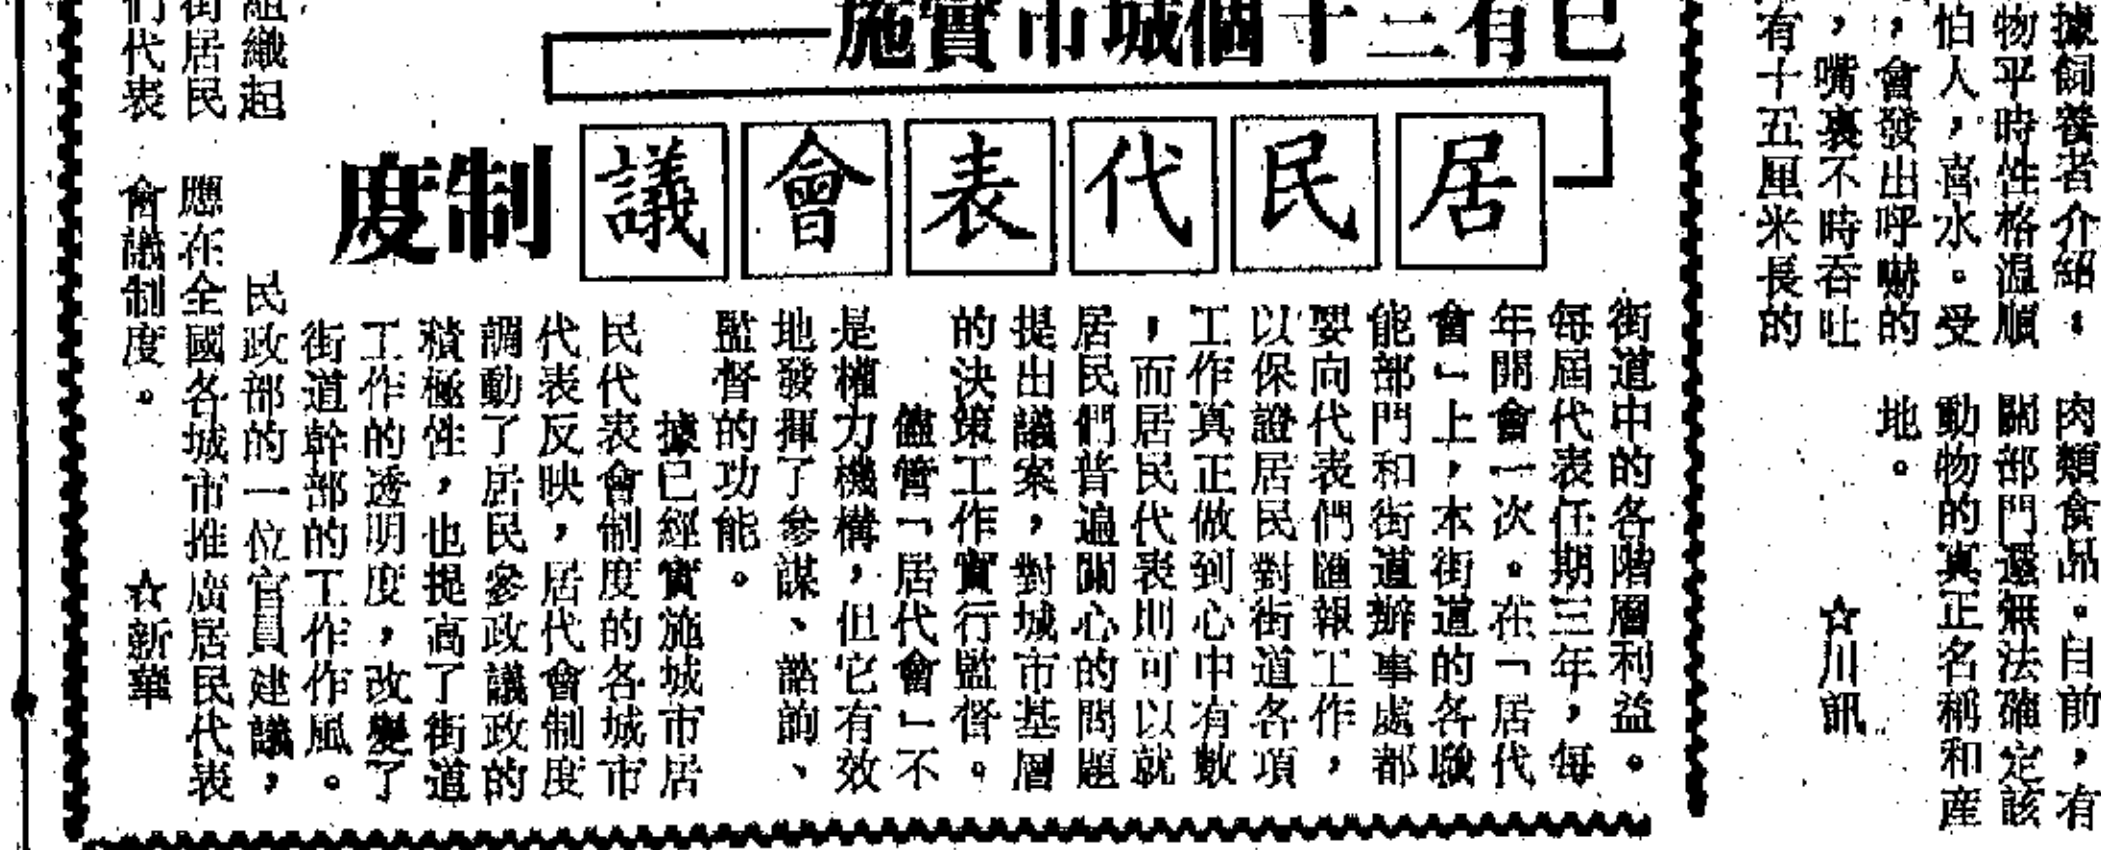 據飼養者介紹，
物平時性格温順
怕人，喜水。受
，會發出呼嚇的
，嘴裏不時吞吐
有十五厘米長的
肉類食品。目前，有
關部門還無法確定該
動物的真正名稱和產
地。
☆川訊
已有三十個城市實施
居民代表會議制度
街道中的各階層利益。
每屆代表任期三年，每
年開會一次。在「居代
會」上，本街道的各職
能部門和街道辦事處都
要向代表們匯報工作，
以保證居民對街道各項
工作真正做到心中有數
，而居民代表則可以就
居民們普遍關心的問題
提出議案，對城市基層
的決策工作實行監督。
儘管「居代會」不
是權力機構，但它有效
地發揮了參謀、諮詢、
監督的功能。
據已經實施城市居
民代表會制度的各城市
代表反映，居代會制度
調動了居民參政議政的
積極性，也提高了街道
工作的透明度，改變了
街道幹部的工作作風。
民政部的一位官員建議，
應在全國各城市推廣居民代表
會議制度。
☆新華
組織起
街居民
們代表